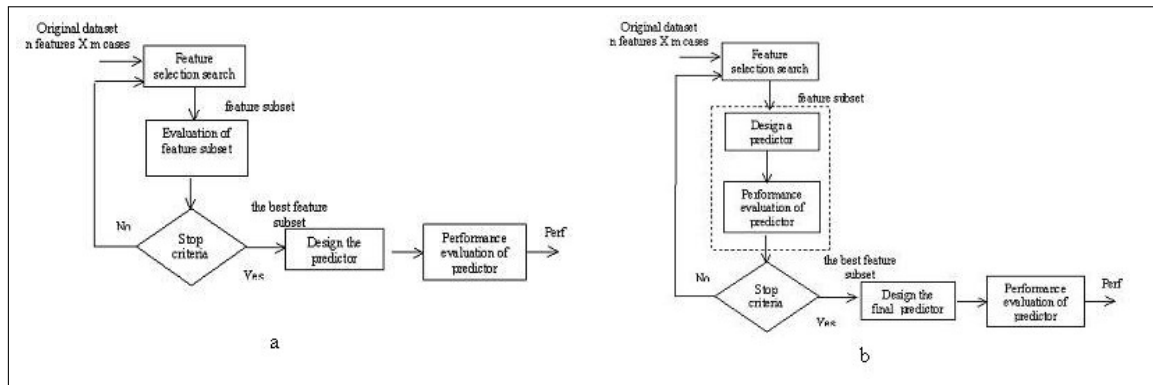 Original dataset
n features X m cases
Feature
selection search
feature subset
Evaluation of
feature subset
No
Stop
criteria
Yes
the best feature
subset
Design the
predictor
Performance
evaluation of
predictor
Perf
a
Original dataset
n features X m cases
Feature
selection search
feature subset
Design a
predictor
Performance
evaluation of
predictor
No
Stop
criteria
Yes
the best feature
subset
Design the
final predictor
Performance
evaluation of
predictor
Perf
b